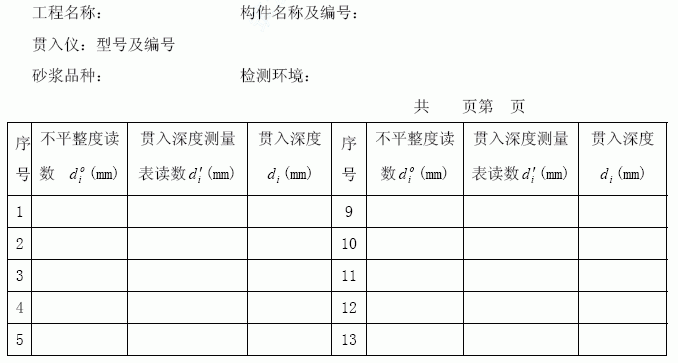 工程名称: 构件名称及编号:
贯入仪: 型号及编号
砂浆品种: 检测环境:
共 页第 页
序号 不平整度读数 d_i^o (mm) 贯入深度测量表读数 d_i' (mm) 贯入深度 d_i (mm) 序号 不平整度读数 d_i^o (mm) 贯入深度测量表读数 d_i' (mm) 贯入深度 d_i (mm)
1 9
2 10
3 11
4 12
5 13